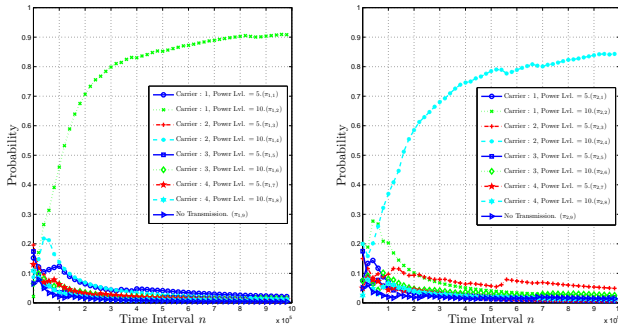 1
0.9
0.8
0.7
0.6
0.5
0.4
0.3
0.2
0.1
0
Probability
Carrier : 1, Power Lvl. = 5.(π₁,₁)
Carrier : 1, Power Lvl. = 10.(π₁,₂)
Carrier : 2, Power Lvl. = 5.(π₁,₃)
Carrier : 2, Power Lvl. = 10.
Carrier : 3, Power Lvl. = 5.(π₁,₅)
Carrier : 3, Power Lvl. = 10.(π₁,₆)
Carrier : 4, Power Lvl. = 5.(π₁,₇)
Carrier : 4, Power Lvl. = 10.(π₁,₈)
No Transmission. (π₁,₉)
1 2 3 4 5 6 7 8 9 10
Time Interval n
x 10
1
0.9
0.8
0.7
0.6
0.5
0.4
0.3
0.2
0.1
0
Probability
Carrier : 1, Power Lvl. = 5.(π₂,₁)
Carrier : 1, Power Lvl. = 10.(π₂,₂)
Carrier : 2, Power Lvl. = 5.(π₂,₃)
Carrier : 2, Power Lvl. = 10.(π₂,₄)
Carrier : 3, Power Lvl. = 5.(π₂,₅)
Carrier : 3, Power Lvl. = 10.(π₂,₆)
Carrier : 4, Power Lvl. = 5.(π₂,₇)
Carrier : 4, Power Lvl. = 10.(π₂,₈)
No Transmission. (π₂,₉)
1 2 3 4 5 6 7 8 9 10
Time Interval n
x 10